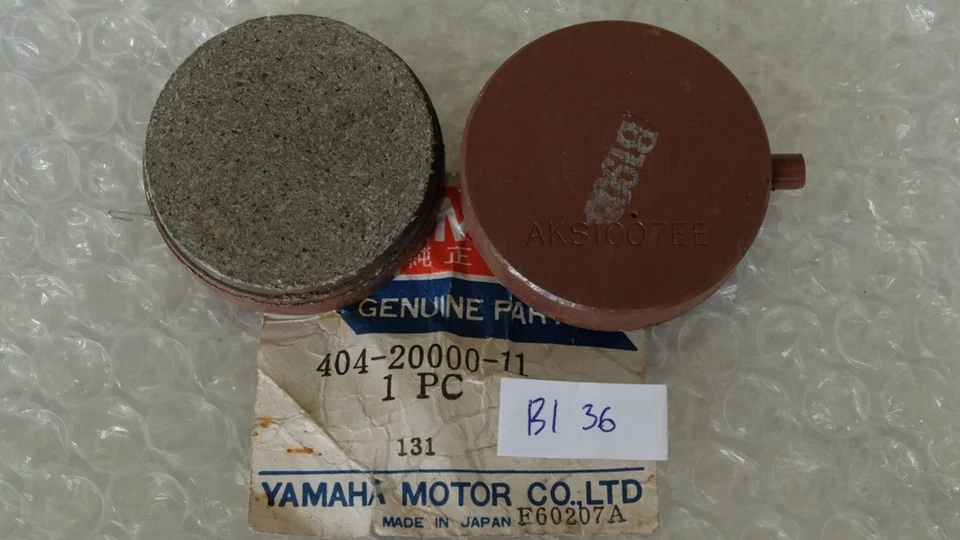 AKS1007EE
純正
GENUINE PAR
404-20000-11
1 PC
B1 36
131
YAMAHA MOTOR CO.,LTD
MADE IN JAPAN F60207A